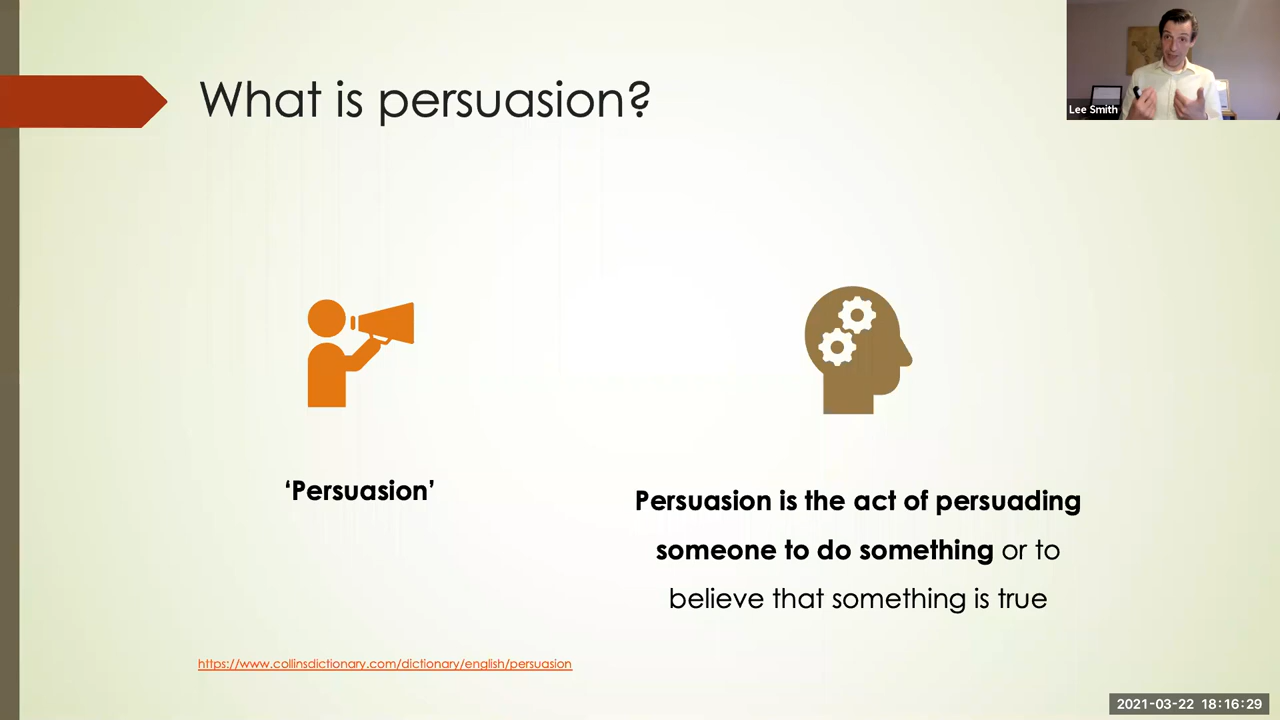 What is persuasion?
Lee Smith
‘Persuasion’
Persuasion is the act of persuading
someone to do something or to
believe that something is true
https://www.collinsdictionary.com/dictionary/english/persuasion
2021-03-22 18:16:29